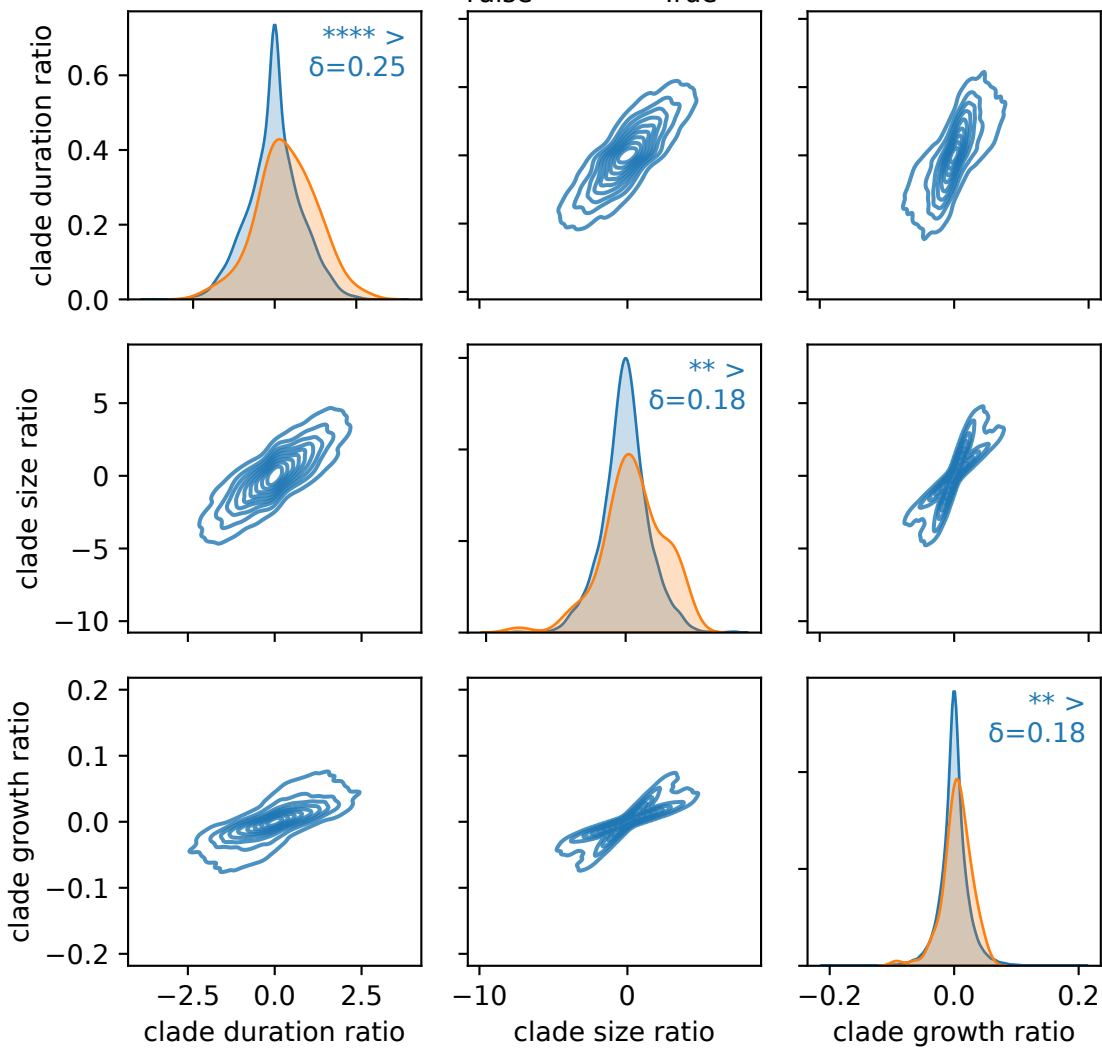 True
clade duration ratio
0.6
0.4
0.2
0.0
**** >
δ=0.25
clade size ratio
5
0
−5
−10
** >
δ=0.18
clade growth ratio
0.2
0.1
0.0
−0.1
−0.2
** >
δ=0.18
−2.5 0.0 2.5
−10 0
−0.2 0.0 0.2
clade duration ratio
clade size ratio
clade growth ratio